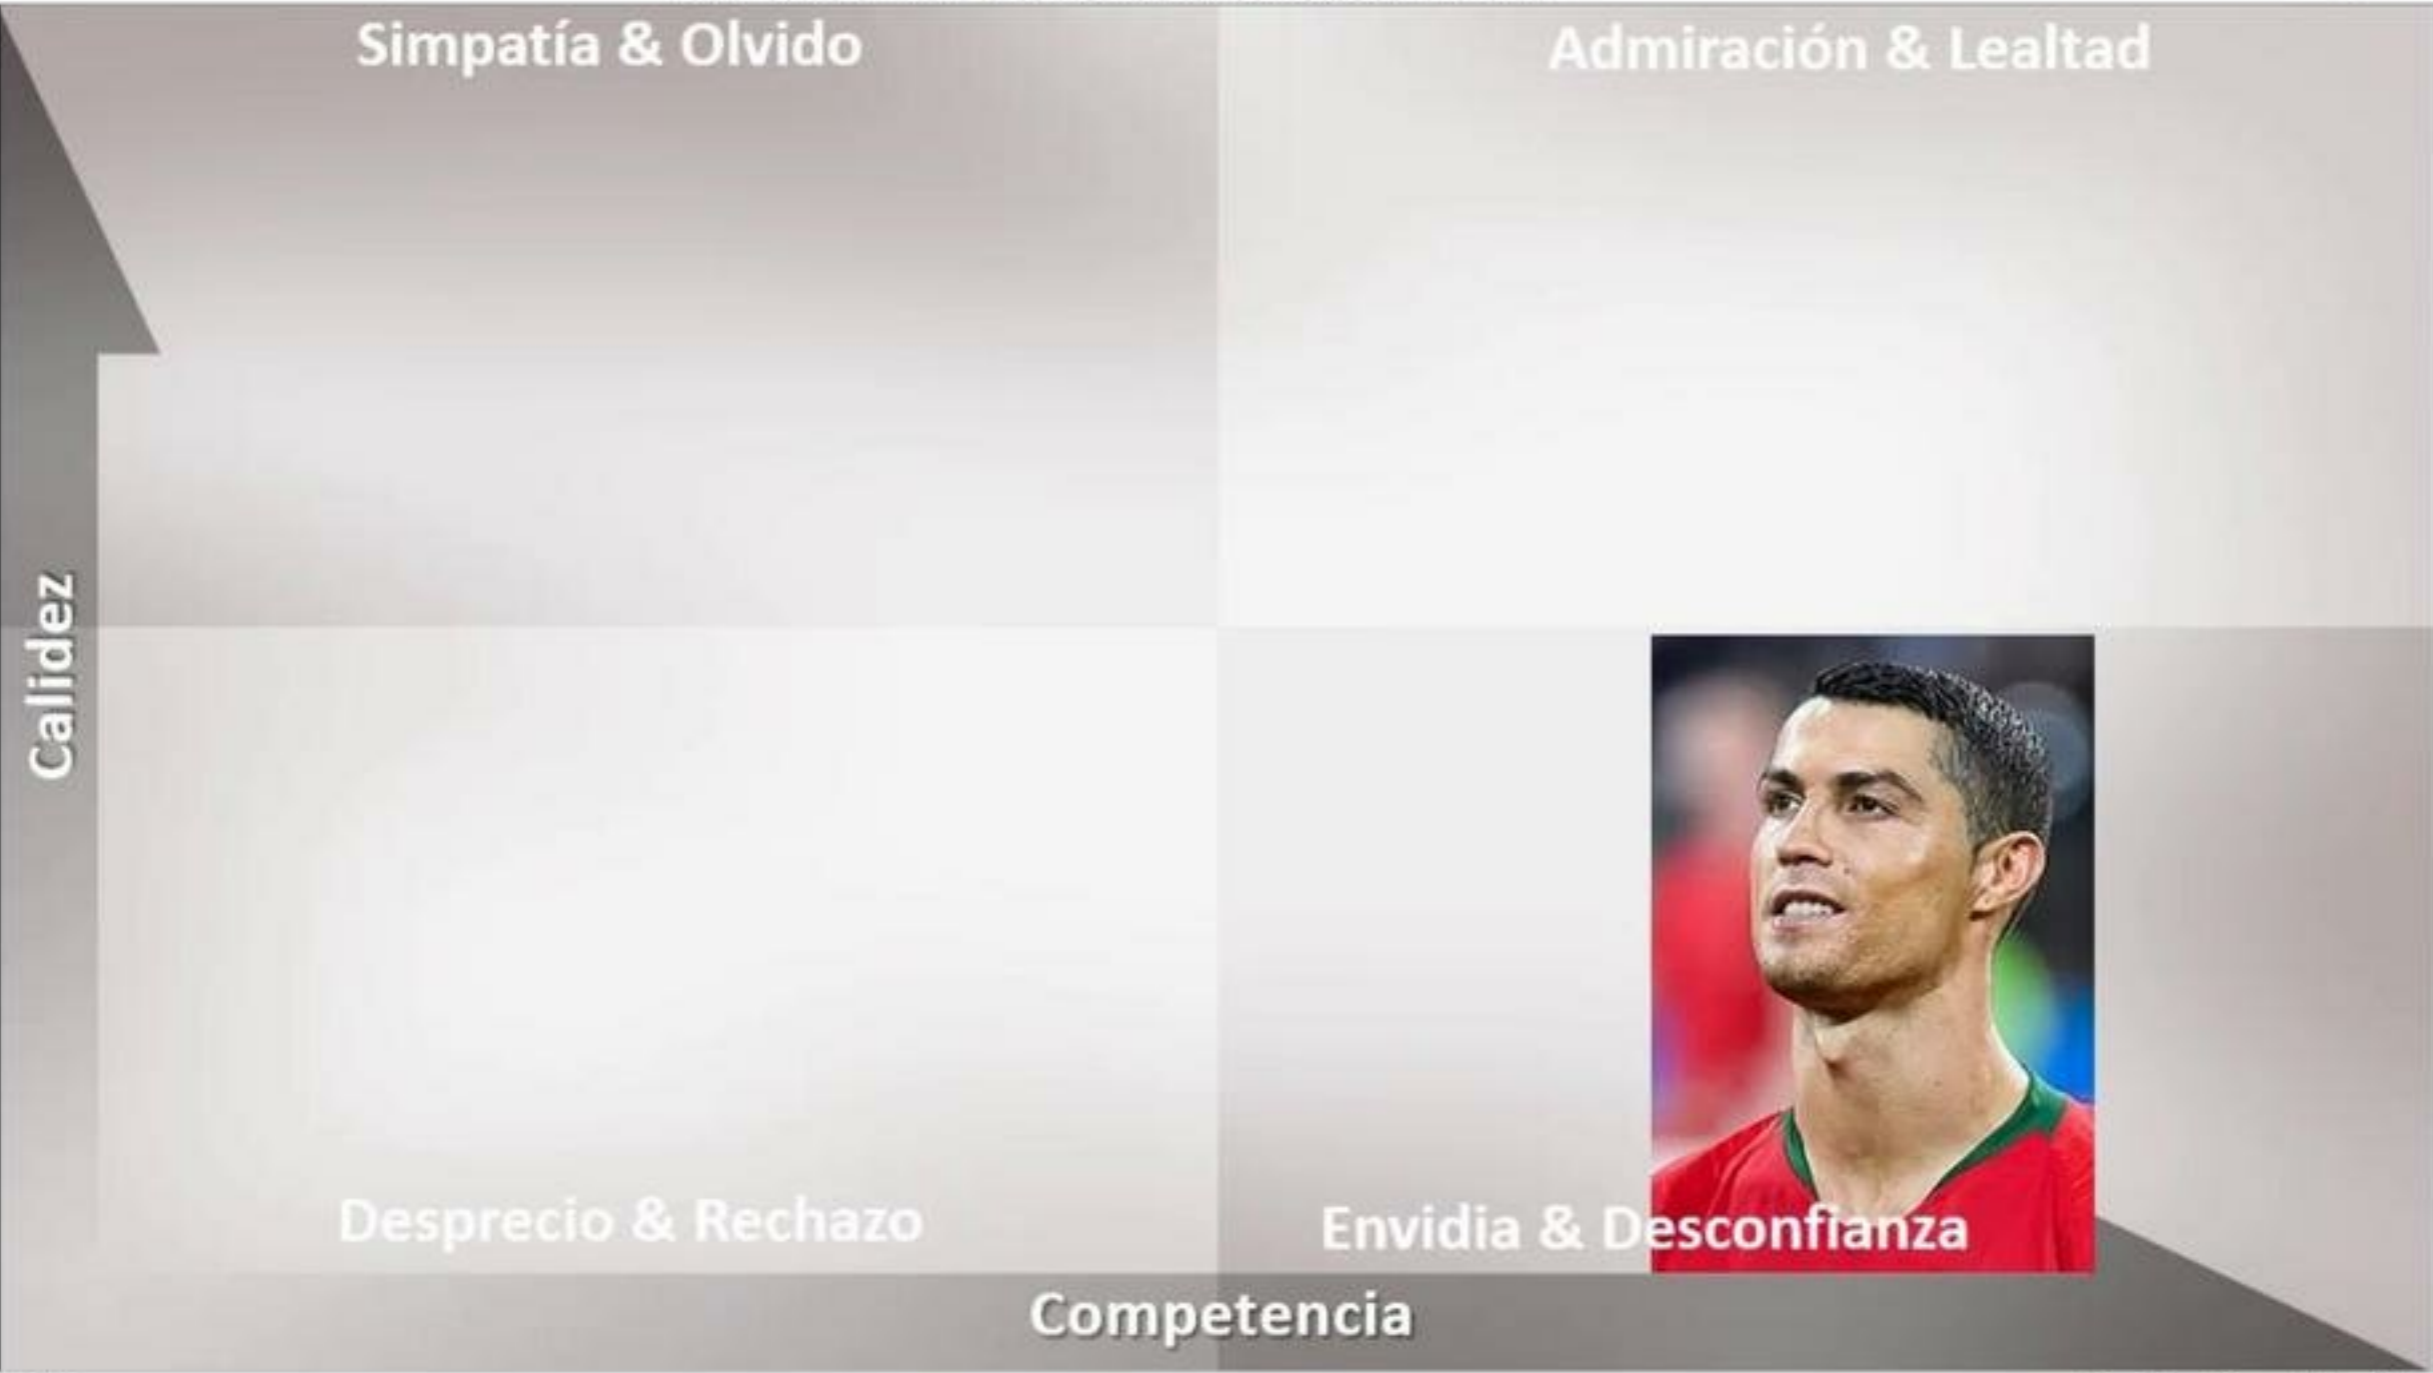 Simpatía & Olvido
Admiración & Lealtad
Calidez
Desprecio & Rechazo
Envidia & Desconfianza
Competencia